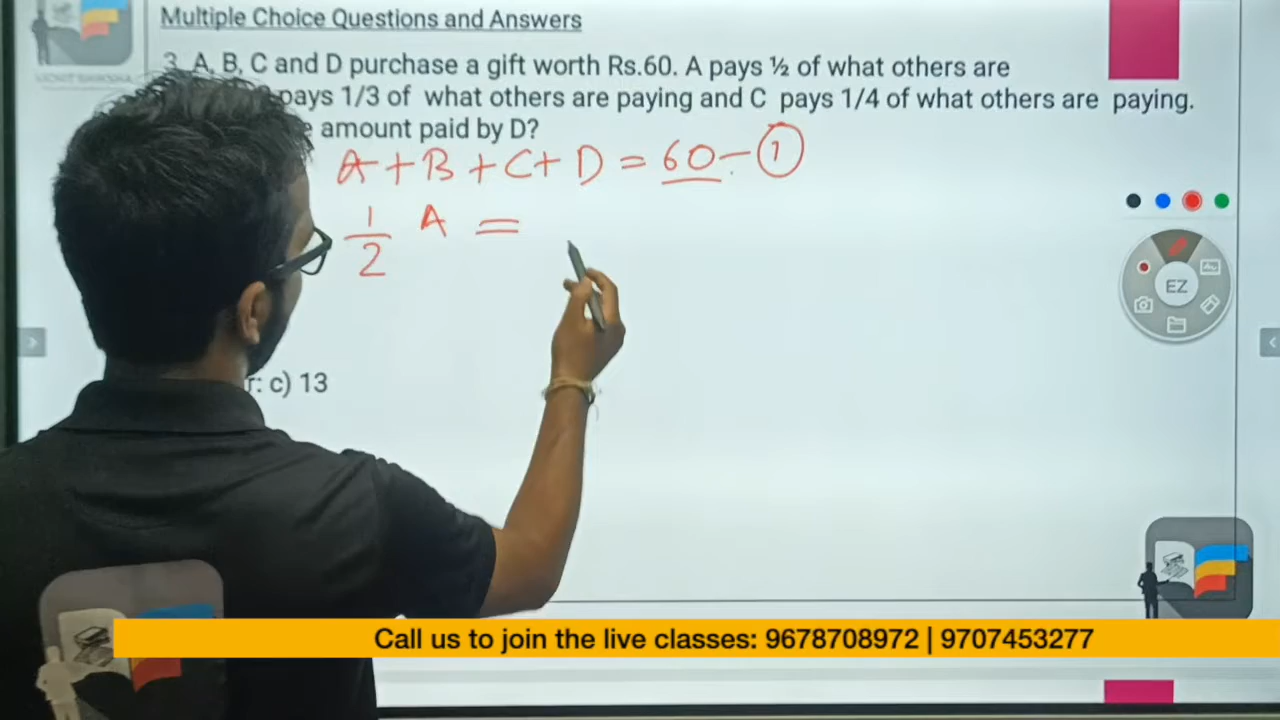 Multiple Choice Questions and Answers
3. A, B, C and D purchase a gift worth Rs.60. A pays ½ of what others are
pays 1/3 of what others are paying and C pays 1/4 of what others are paying.
amount paid by D?
A + B + C + D = 60 - 1
1/2 A =
EZ
c) 13
Call us to join the live classes: 9678708972 | 9707453277